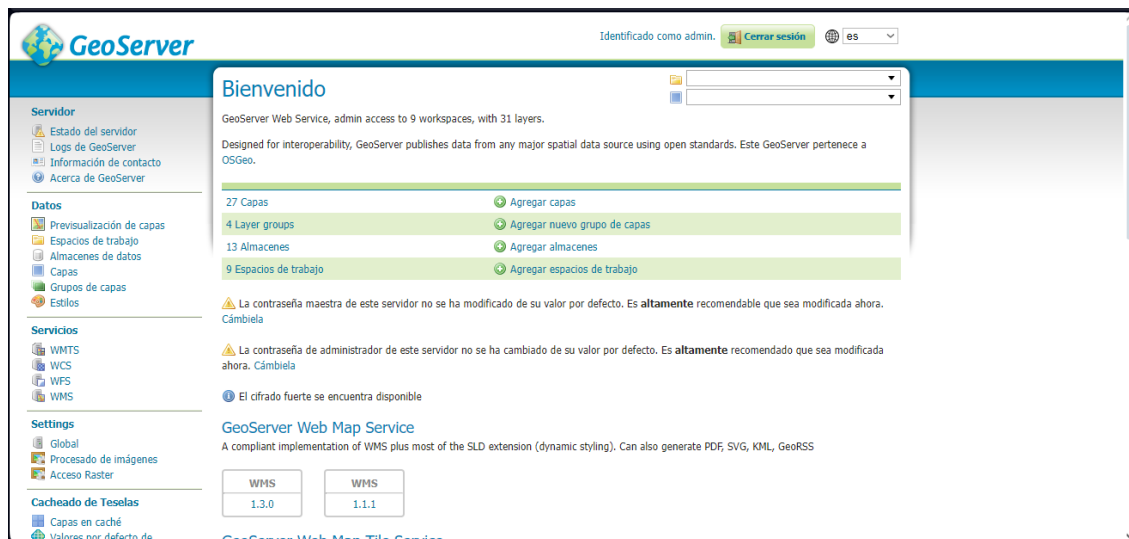 GeoServer
Identificado como admin.
Cerrar sesión
es
Servidor
Estado del servidor
Logs de GeoServer
Información de contacto
Acerca de GeoServer
Datos
Previsualización de capas
Espacios de trabajo
Almacenes de datos
Capas
Grupos de capas
Estilos
Servicios
WMTS
WCS
WFS
WMS
Settings
Global
Procesado de imágenes
Acceso Raster
Cacheado de Teselas
Capas en caché
Valores por defecto de
Bienvenido
GeoServer Web Service, admin access to 9 workspaces, with 31 layers.
Designed for interoperability, GeoServer publishes data from any major spatial data source using open standards. Este GeoServer pertenece a
OSGeo.
27 Capas Agregar capas
4 Layer groups Agregar nuevo grupo de capas
13 Almacenes Agregar almacenes
9 Espacios de trabajo Agregar espacios de trabajo
La contraseña maestra de este servidor no se ha modificado de su valor por defecto. Es altamente recomendable que sea modificada ahora.
Cámbiela
La contraseña de administrador de este servidor no se ha cambiado de su valor por defecto. Es altamente recomendado que sea modificada
ahora. Cámbiela
El cifrado fuerte se encuentra disponible
GeoServer Web Map Service
A compliant implementation of WMS plus most of the SLD extension (dynamic styling). Can also generate PDF, SVG, KML, GeoRSS
WMS WMS
1.3.0 1.1.1
GeoServer Web Map Tile Service